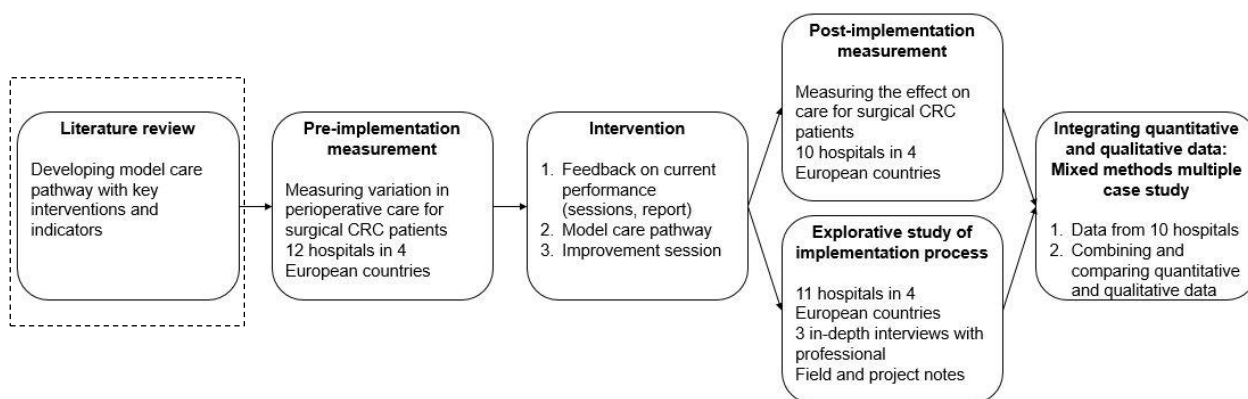 Literature review
Developing model care
pathway with key
interventions and
indicators
Pre-implementation
measurement
Measuring variation in
perioperative care for
surgical CRC patients
12 hospitals in 4
European countries
Intervention
1. Feedback on current
performance
(sessions, report)
2. Model care pathway
3. Improvement session
Post-implementation
measurement
Measuring the effect on
care for surgical CRC
patients
10 hospitals in 4
European countries
Explorative study of
implementation process
11 hospitals in 4
European countries
3 in-depth interviews with
professional
Field and project notes
Integrating quantitative
and qualitative data:
Mixed methods multiple
case study
1. Data from 10 hospitals
2. Combining and
comparing quantitative
and qualitative data